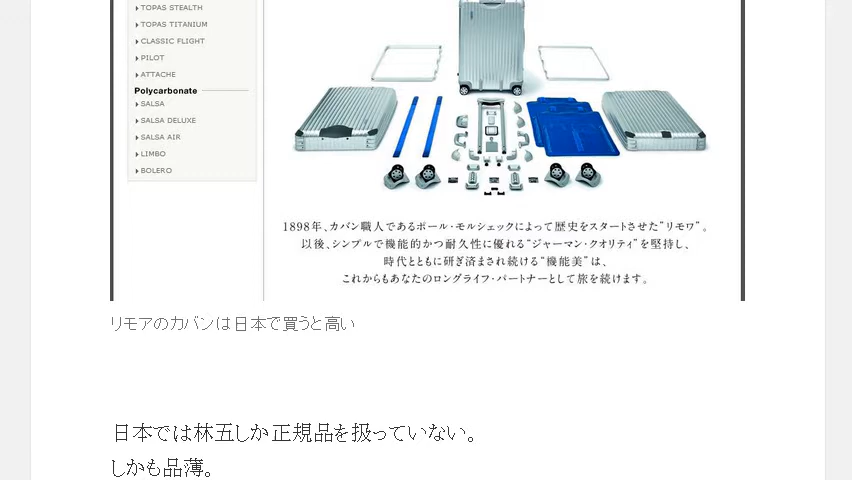 TOPAS STEALTH
TOPAS TITANIUM
CLASSIC FLIGHT
PILOT
ATTACHE
Polycarbonate
SALSA
SALSA DELUXE
SALSA AIR
LIMBO
BOLERO
1898年、カバン職人であるポール・モルシェックによって歴史をスタートさせた“リモワ”。
以後、シンプルで機能的かつ耐久性に優れる“ジャーマン・クオリティ”を堅持し、
時代とともに研ぎ済まされ続ける“機能美”は、
これからもあなたのロングライフ・パートナーとして旅を続けます。
リモアのカバンは日本で買うと高い
日本では林五しか正規品を扱っていない。
しかも品薄。